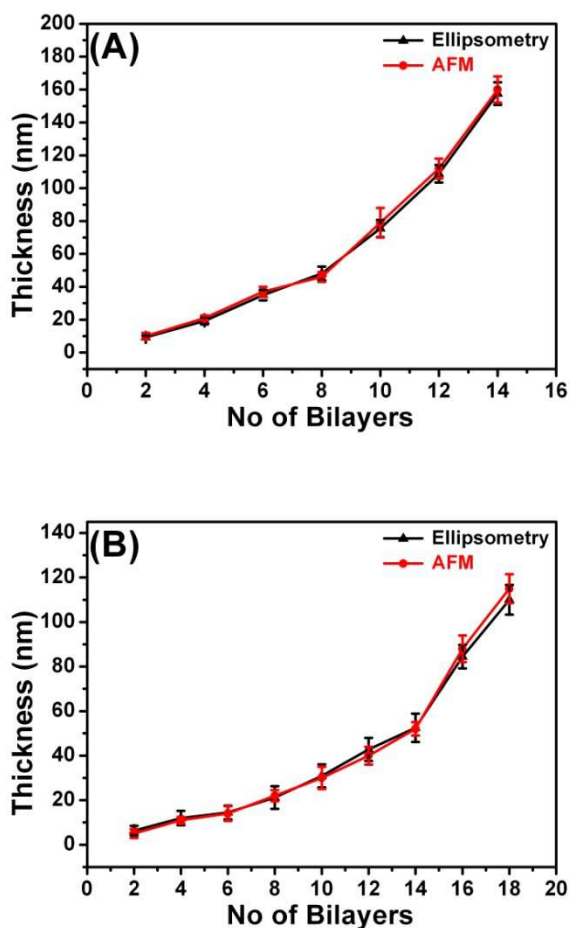 (A)
Ellipsometry
AFM
Thickness (nm)
200
180
160
140
120
100
80
60
40
20
0
0 2 4 6 8 10 12 14 16
No of Bilayers
(B)
Ellipsometry
AFM
Thickness (nm)
140
120
100
80
60
40
20
0
0 2 4 6 8 10 12 14 16 18 20
No of Bilayers